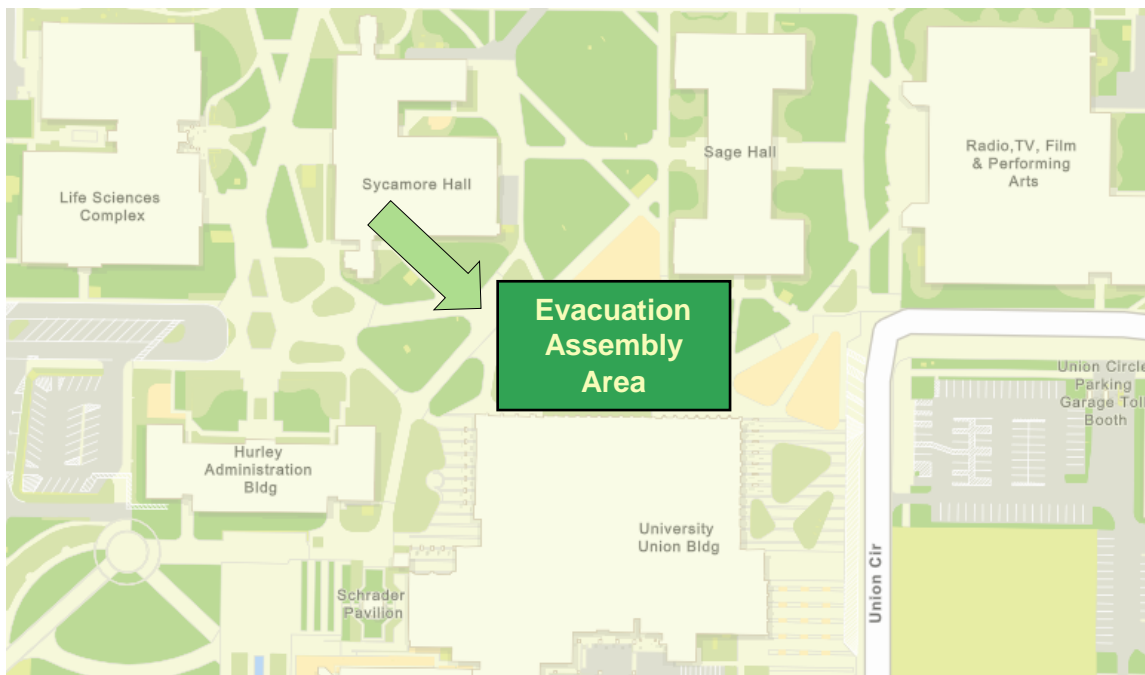 Sage Hall
Radio,TV, Film
& Performing
Arts
Sycamore Hall
Life Sciences
Complex
Evacuation
Assembly
Area
Union Circle
Parking
Garage Toll
Booth
Hurley
Administration
Bldg
University
Union Bldg
Union Cir
Schrader
Pavilion